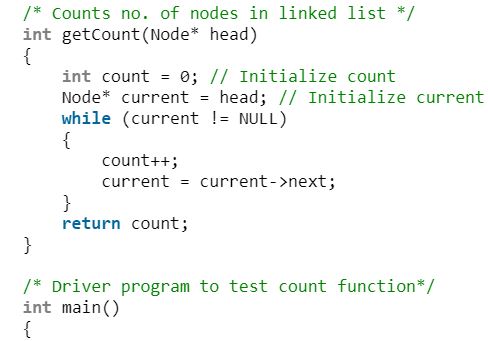 /* Counts no. of nodes in linked list */
int getCount(Node* head)
{
    int count = 0; // Initialize count
    Node* current = head; // Initialize current
    while (current != NULL)
    {
        count++;
        current = current->next;
    }
    return count;
}

/* Driver program to test count function*/
int main()
{